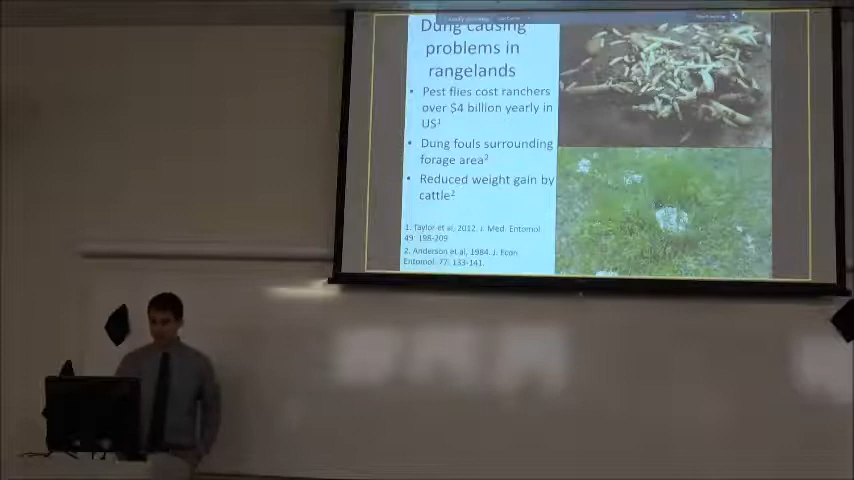 Dung causing
problems in
rangelands
• Pest flies cost ranchers
over $4 billion yearly in
US¹
• Dung fouls surrounding
forage area²
• Reduced weight gain by
cattle²
1. Taylor et al, 2012. J. Med. Entomol.
49: 198-209
2. Anderson et al, 1984. J. Econ
Entomol. 77: 133-141.